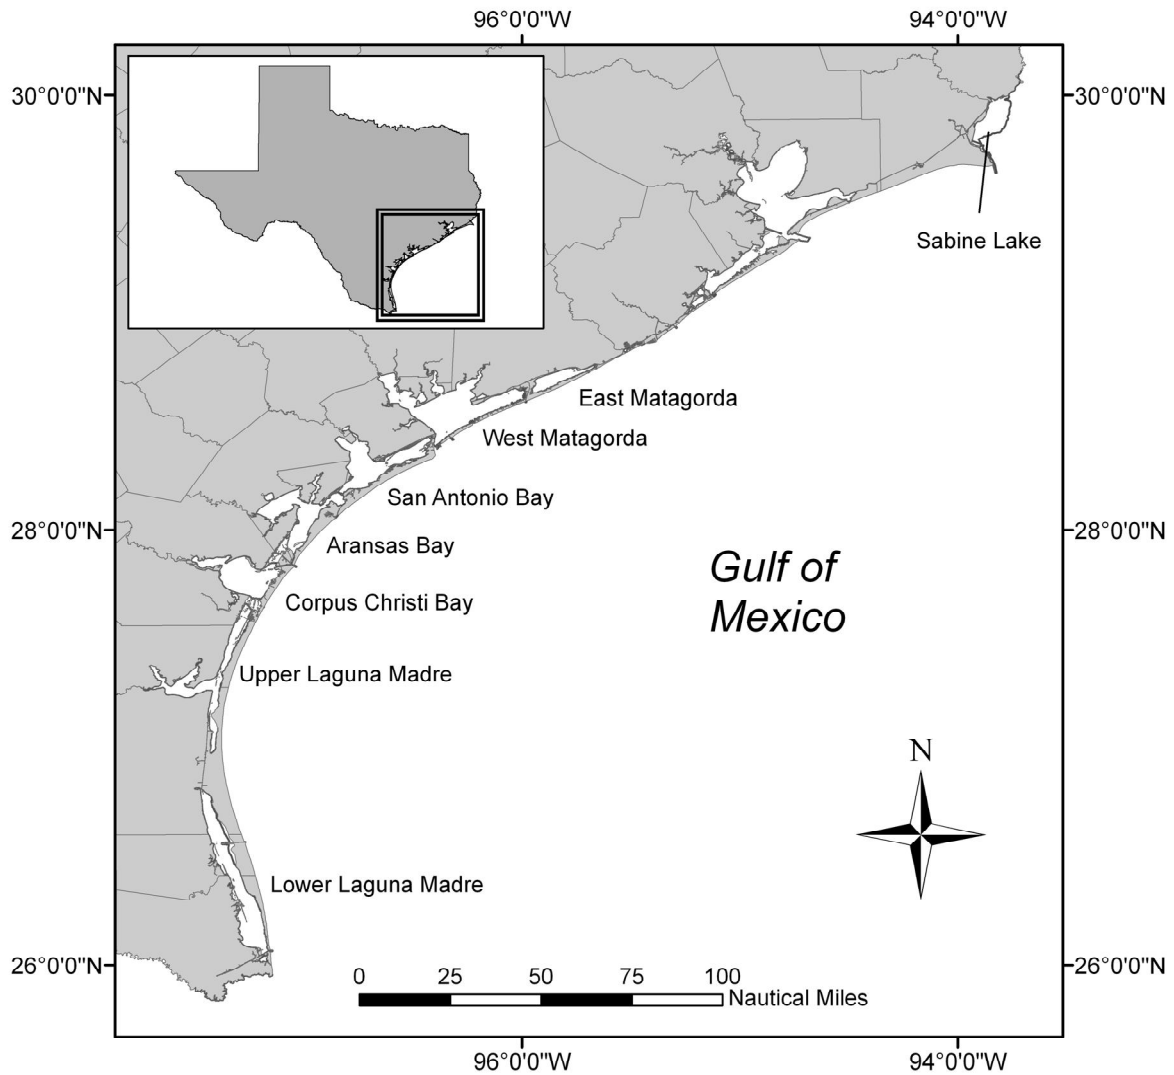 96°0'0"W
94°0'0"W
30°0'0"N
30°0'0"N
Sabine Lake
East Matagorda
West Matagorda
San Antonio Bay
28°0'0"N
28°0'0"N
Aransas Bay
Gulf of
Mexico
Corpus Christi Bay
Upper Laguna Madre
N
Lower Laguna Madre
26°0'0"N
26°0'0"N
0 25 50 75 100
Nautical Miles
96°0'0"W
94°0'0"W